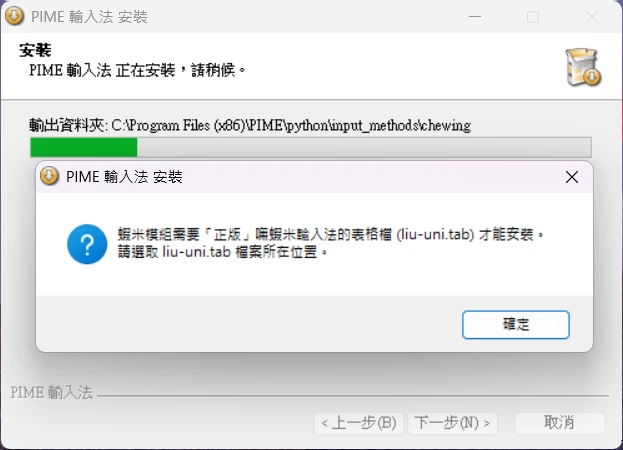 PIME 輸入法 安裝
安裝
PIME 輸入法 正在安裝，請稍候。
輸出資料夾: C:\Program Files (x86)\PIME\python\input_methods\chewing
PIME 輸入法 安裝
蝦米模組需要「正版」嘸蝦米輸入法的表格檔 (liu-uni.tab) 才能安裝。
請選取 liu-uni.tab 檔案所在位置。
確定
PIME 輸入法
< 上一步(B) 下一步(N) > 取消